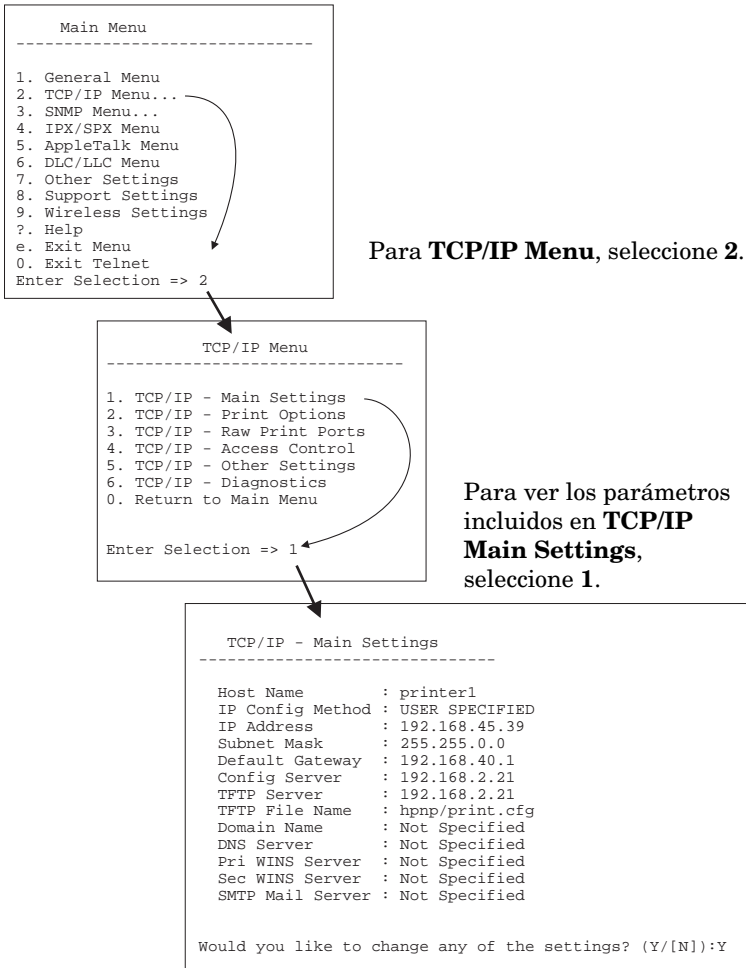 Main Menu
-------------------------------
1. General Menu
2. TCP/IP Menu...
3. SNMP Menu...
4. IPX/SPX Menu
5. AppleTalk Menu
6. DLC/LLC Menu
7. Other Settings
8. Support Settings
9. Wireless Settings
?. Help
e. Exit Menu
0. Exit Telnet
Enter Selection => 2
Para TCP/IP Menu, seleccione 2.
TCP/IP Menu
-------------------------------
1. TCP/IP - Main Settings
2. TCP/IP - Print Options
3. TCP/IP - Raw Print Ports
4. TCP/IP - Access Control
5. TCP/IP - Other Settings
6. TCP/IP - Diagnostics
0. Return to Main Menu
Enter Selection => 1
Para ver los parámetros
incluidos en TCP/IP
Main Settings,
seleccione 1.
TCP/IP - Main Settings
-------------------------------
Host Name : printer1
IP Config Method : USER SPECIFIED
IP Address : 192.168.45.39
Subnet Mask : 255.255.0.0
Default Gateway : 192.168.40.1
Config Server : 192.168.2.21
TFTP Server : 192.168.2.21
TFTP File Name : hpnp/print.cfg
Domain Name : Not Specified
DNS Server : Not Specified
Pri WINS Server : Not Specified
Sec WINS Server : Not Specified
SMTP Mail Server : Not Specified
Would you like to change any of the settings? (Y/[N]):Y